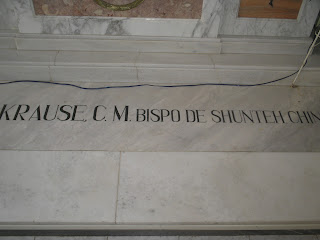 KRAUSE, C. M. BISPO DE SHUNTEH, CHIN